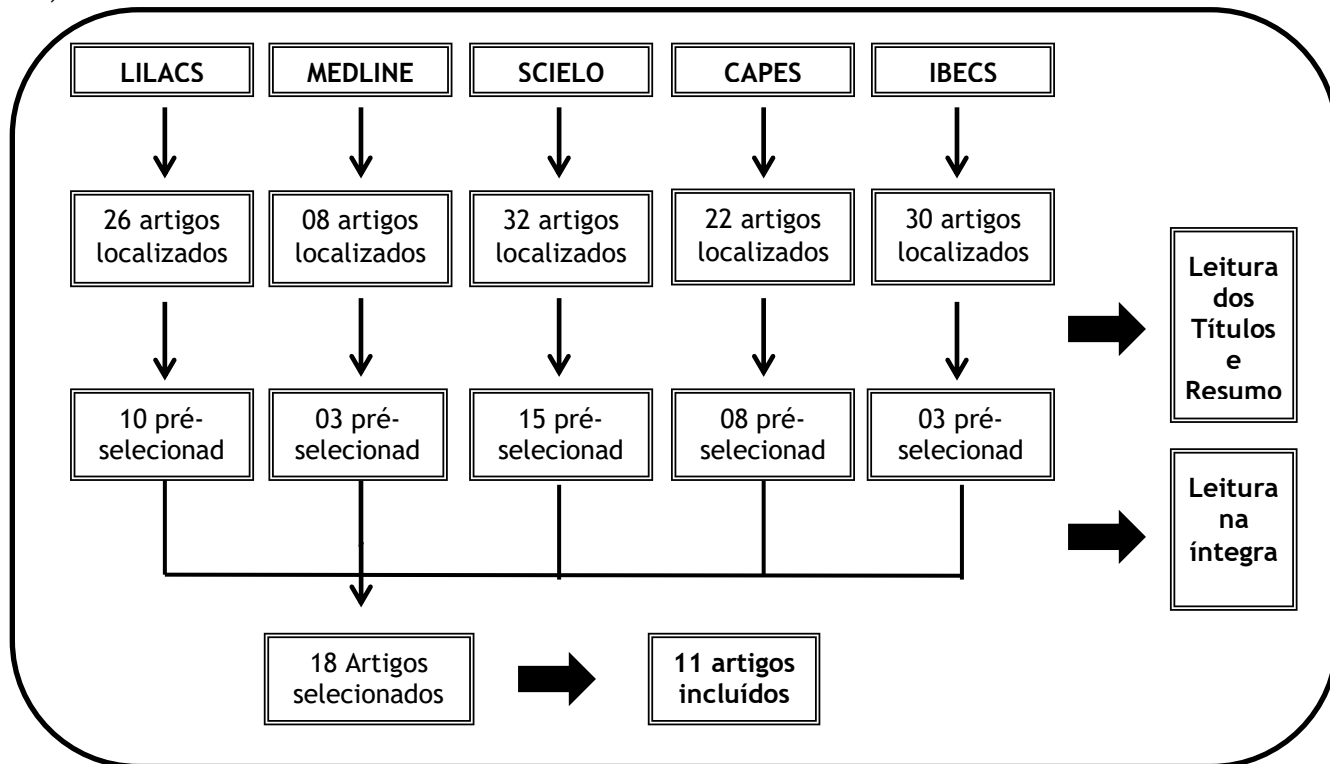 LILACS
MEDLINE
SCIELO
CAPES
IBECS
26 artigos
localizados
08 artigos
localizados
32 artigos
localizados
22 artigos
localizados
30 artigos
localizados
Leitura
dos
Títulos
e
Resumo
10 pré-
selecionad
03 pré-
selecionad
15 pré-
selecionad
08 pré-
selecionad
03 pré-
selecionad
Leitura
na
íntegra
18 Artigos
selecionados
11 artigos
incluídos